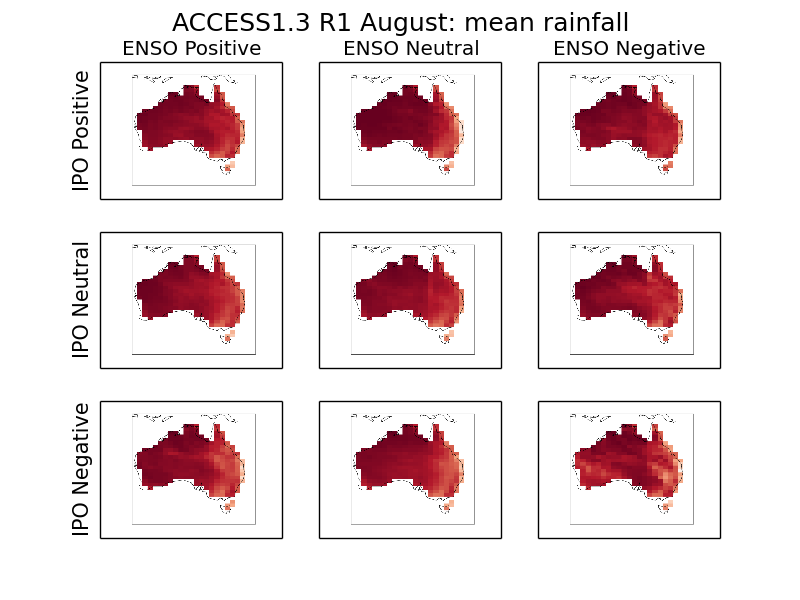 ACCESS1.3 R1 August: mean rainfall
ENSO Positive
ENSO Neutral
ENSO Negative
IPO Positive
IPO Neutral
IPO Negative